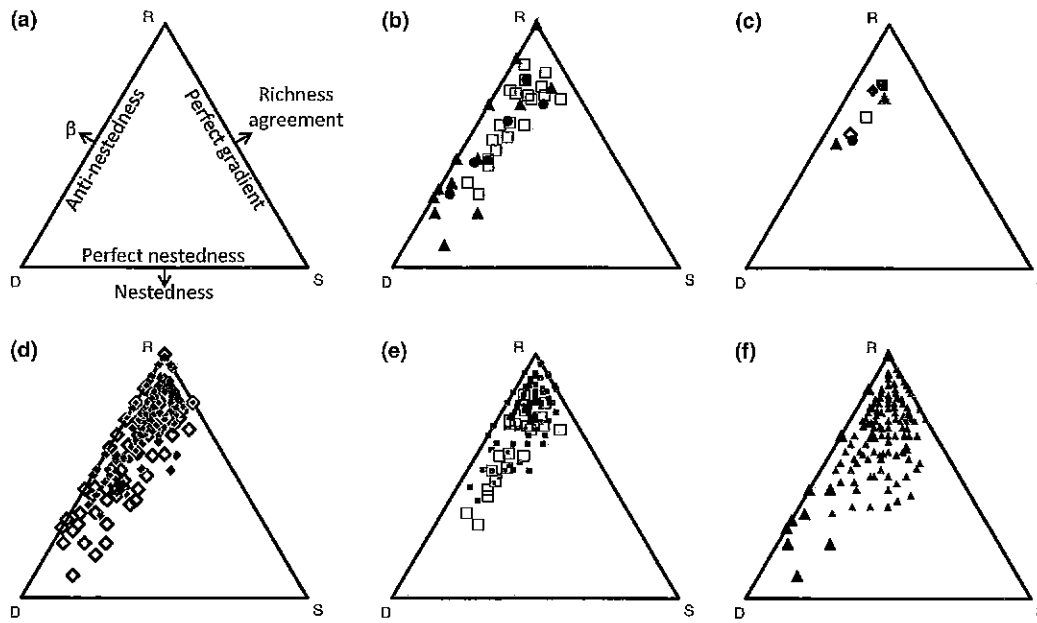 (a)
R
β
Anti-nestedness
Perfect gradient
Richness
agreement
Perfect nestedness
D
Nestedness
S
(b)
R
D
S
(c)
R
D
(d)
R
D
S
(e)
R
D
S
(f)
R
D